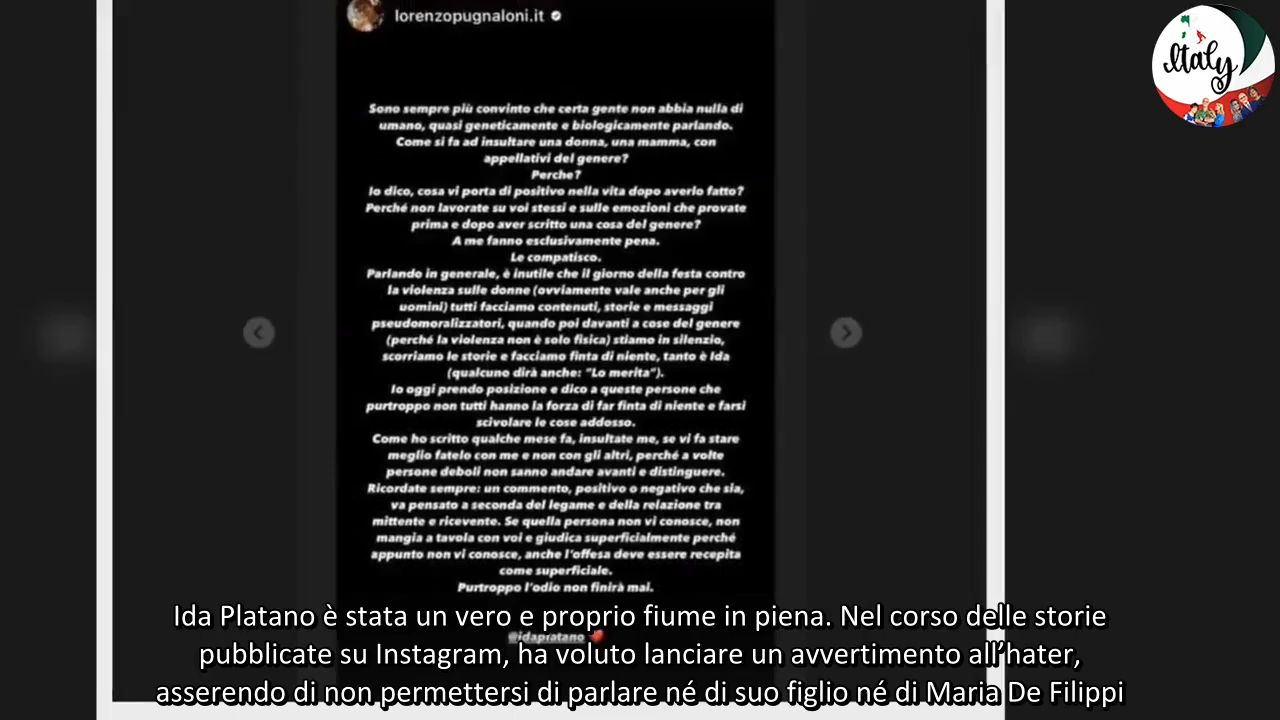 lorenzopugnaloni.it
Italy
Sono sempre più convinto che certa gente non abbia nulla di
umano, quasi geneticamente e biologicamente parlando.
Come si fa ad insultare una donna, una mamma, con
appellativi del genere?
Perche?
Io dico, cosa vi porta di positivo nella vita dopo averlo fatto?
Perché non lavorate su voi stessi e sulle emozioni che provate
prima e dopo aver scritto una cosa del genere?
A me fanno esclusivamente pena.
Le compatisco.
Parlando in generale, è inutile che il giorno della festa contro
la violenza sulle donne (ovviamente vale anche per gli
uomini) tutti facciamo contenuti, storie e messaggi
pseudomoralizzatori, quando poi davanti a cose del genere
(perché la violenza non è solo fisica) stiamo in silenzio,
scorriamo le storie e facciamo finta di niente, tanto è Ida
(qualcuno dirà anche: "Lo merita").
Io oggi prendo posizione e dico a queste persone che
purtroppo non tutti hanno la forza di far finta di niente e farsi
scivolare le cose addosso.
Come ho scritto qualche mese fa, insultate me, se vi fa stare
meglio fatelo con me e non con gli altri, perché a volte
persone deboli non sanno andare avanti e distinguere.
Ricordate sempre: un commento, positivo o negativo che sia,
va pensato a seconda del legame e della relazione tra
mittente e ricevente. Se quella persona non vi conosce, non
mangia a tavola con voi e giudica superficialmente perché
appunto non vi conosce, anche l'offesa deve essere recepita
come superficiale.
Purtroppo l'odio non finirà mai.
@idapratano
Ida Platano è stata un vero e proprio fiume in piena. Nel corso delle storie
pubblicate su Instagram, ha voluto lanciare un avvertimento all'hater,
asserendo di non permettersi di parlare né di suo figlio né di Maria De Filippi